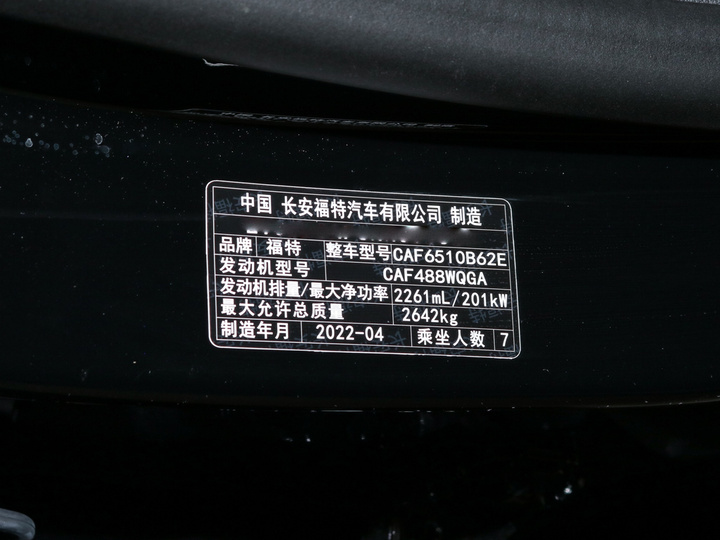 中国 长安福特汽车有限公司 制造
品牌 福特 整车型号 CAF6510B62E
发动机型号 CAF488WQGA
发动机排量/最大净功率 2261mL/201kW
最大允许总质量 2642kg
制造年月 2022-04 乘坐人数 7